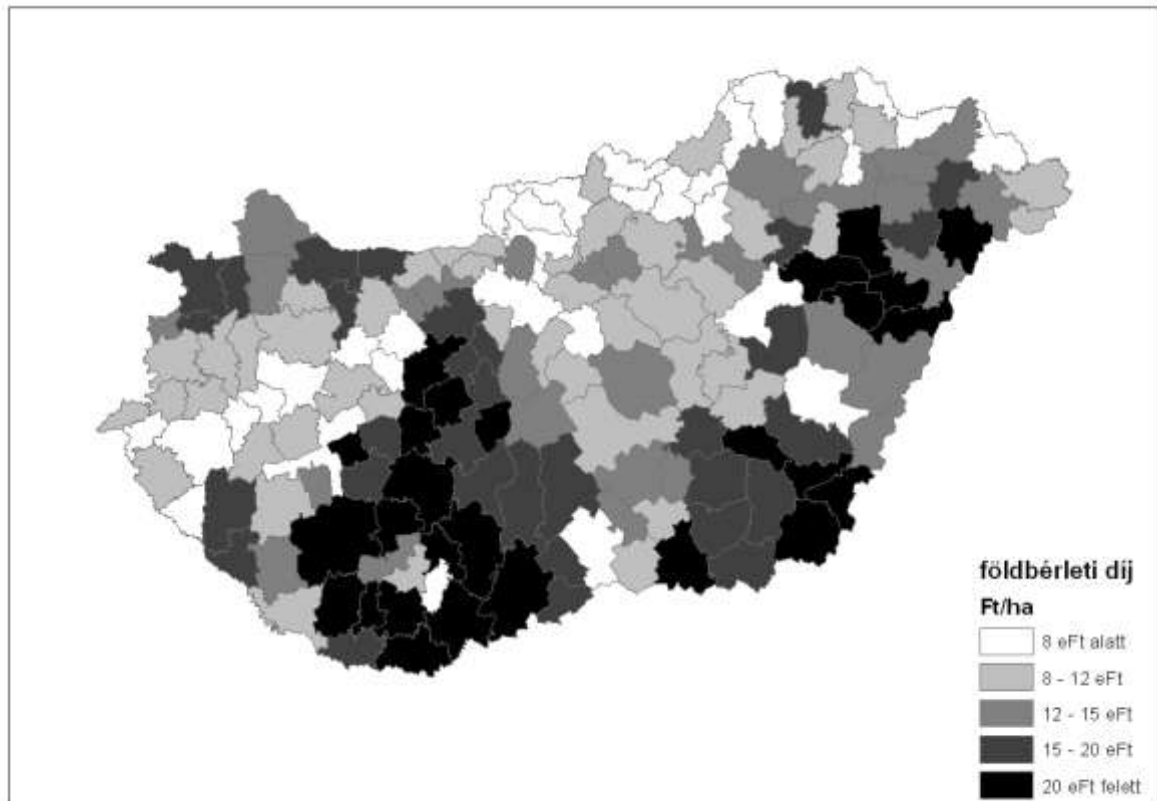 földbérleti díj
Ft/ha
8 eFt alatt
8 - 12 eFt
12 - 15 eFt
15 - 20 eFt
20 eFt felett